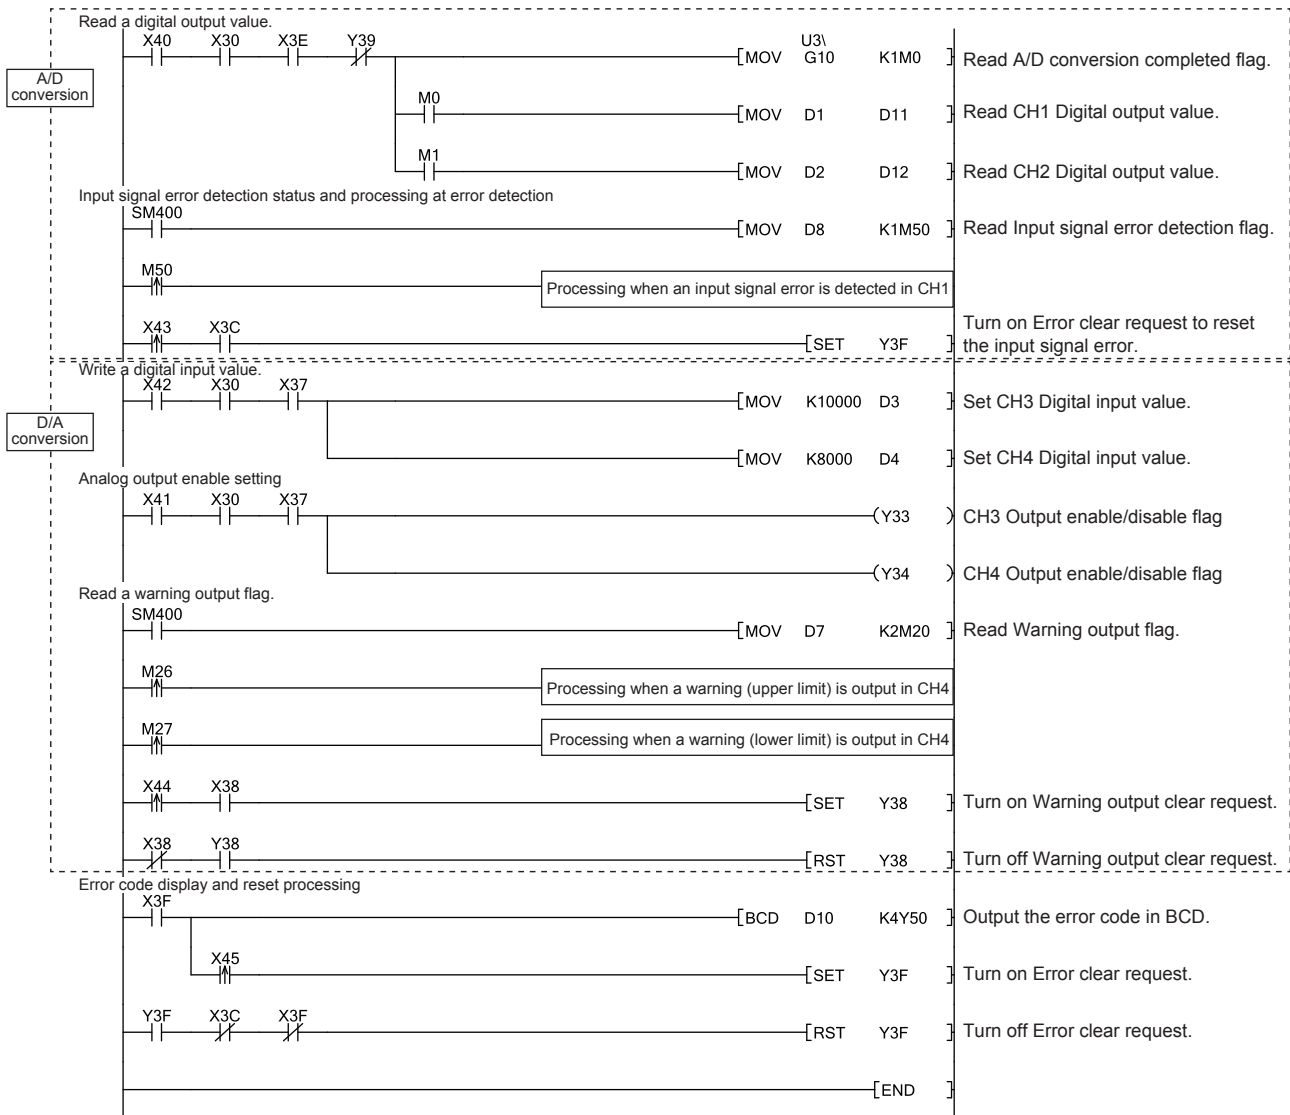 Read a digital output value.
X40 X30 X3E Y39
A/D
conversion
MOV U3\
G10 K1M0 Read A/D conversion completed flag.
M0
MOV D1 D11 Read CH1 Digital output value.
M1
MOV D2 D12 Read CH2 Digital output value.
Input signal error detection status and processing at error detection
SM400
MOV D8 K1M50 Read Input signal error detection flag.
M50
Processing when an input signal error is detected in CH1
X43 X3C
SET Y3F Turn on Error clear request to reset
the input signal error.
Write a digital input value.
X42 X30 X37
D/A
conversion
MOV K10000 D3 Set CH3 Digital input value.
MOV K8000 D4 Set CH4 Digital input value.
Analog output enable setting
X41 X30 X37
Y33 CH3 Output enable/disable flag
Y34 CH4 Output enable/disable flag
Read a warning output flag.
SM400
MOV D7 K2M20 Read Warning output flag.
M26
Processing when a warning (upper limit) is output in CH4
M27
Processing when a warning (lower limit) is output in CH4
X44 X38
SET Y38 Turn on Warning output clear request.
X38 Y38
RST Y38 Turn off Warning output clear request.
Error code display and reset processing
X3F
BCD D10 K4Y50 Output the error code in BCD.
X45
SET Y3F Turn on Error clear request.
Y3F X3C X3F
RST Y3F Turn off Error clear request.
END